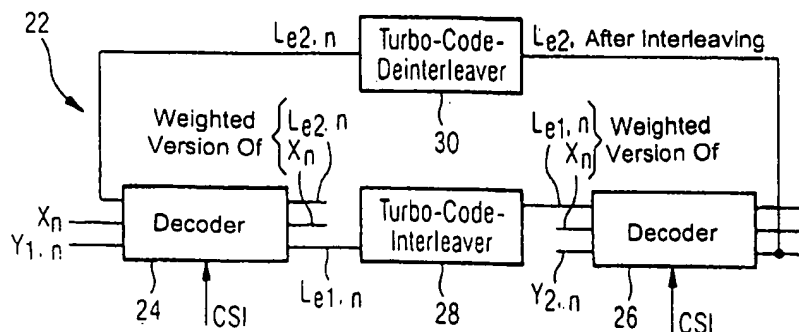 22
Le2, n
Turbo-Code-
Deinterleaver
Le2, After Interleaving
30
Weighted
Version Of
Le2, n
Xn
Le1, n
Xn
Weighted
Version Of
Xn
Y1, n
Decoder
Turbo-Code-
Interleaver
Decoder
24
CSI
Le1, n
28
Y2, n
26
CSI